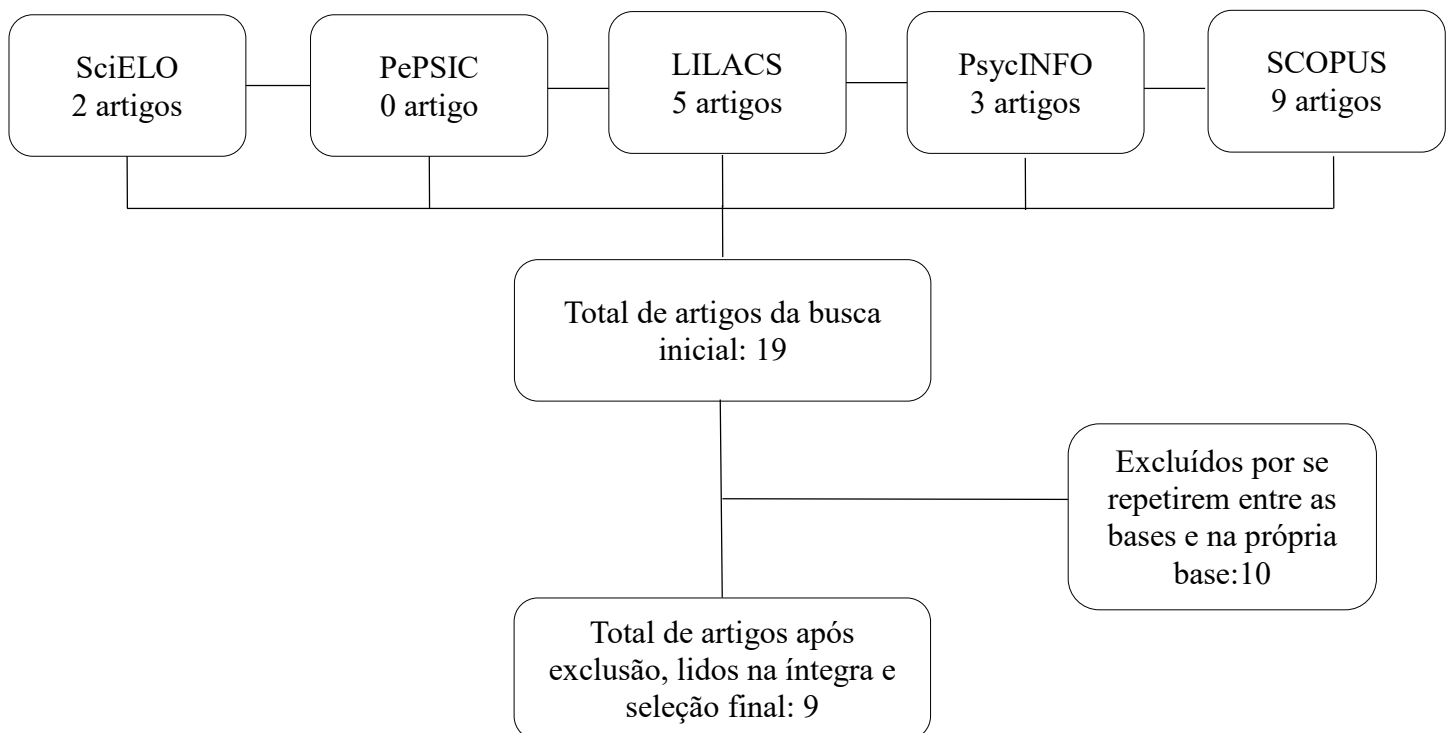 SciELO
2 artigos
PePSIC
0 artigo
LILACS
5 artigos
PsycINFO
3 artigos
SCOPUS
9 artigos
Total de artigos da busca
inicial: 19
Excluídos por se
repetirem entre as
bases e na própria
base:10
Total de artigos após
exclusão, lidos na íntegra e
seleção final: 9